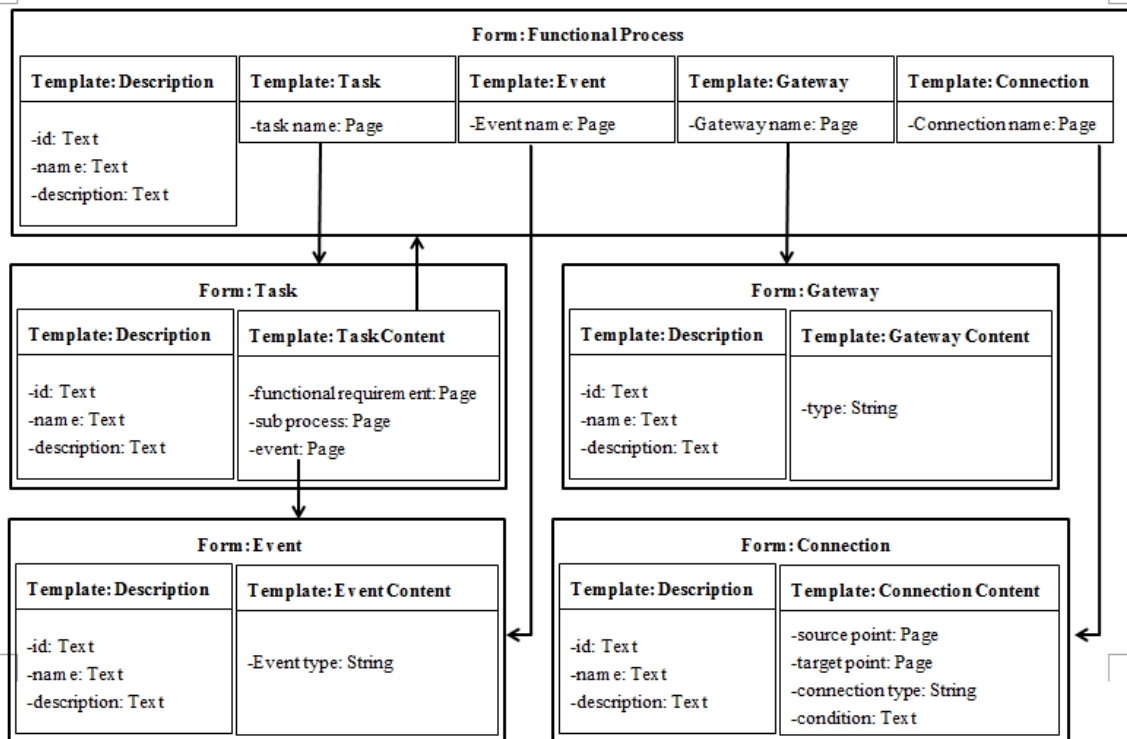 Form: Functional Process
Template: Description
-id: Text
-name: Text
-description: Text
Template: Task
-task name: Page
Template: Event
-Event name: Page
Template: Gateway
-Gateway name: Page
Template: Connection
-Connection name: Page
Form: Task
Template: Description
-id: Text
-name: Text
-description: Text
Template: Task Content
-functional requirement: Page
-sub process: Page
-event: Page
Form: Gateway
Template: Description
-id: Text
-name: Text
-description: Text
Template: Gateway Content
-type: String
Form: Event
Template: Description
-id: Text
-name: Text
-description: Text
Template: Event Content
-Event type: String
Form: Connection
Template: Description
-id: Text
-name: Text
-description: Text
Template: Connection Content
-source point: Page
-target point: Page
-connection type: String
-condition: Text